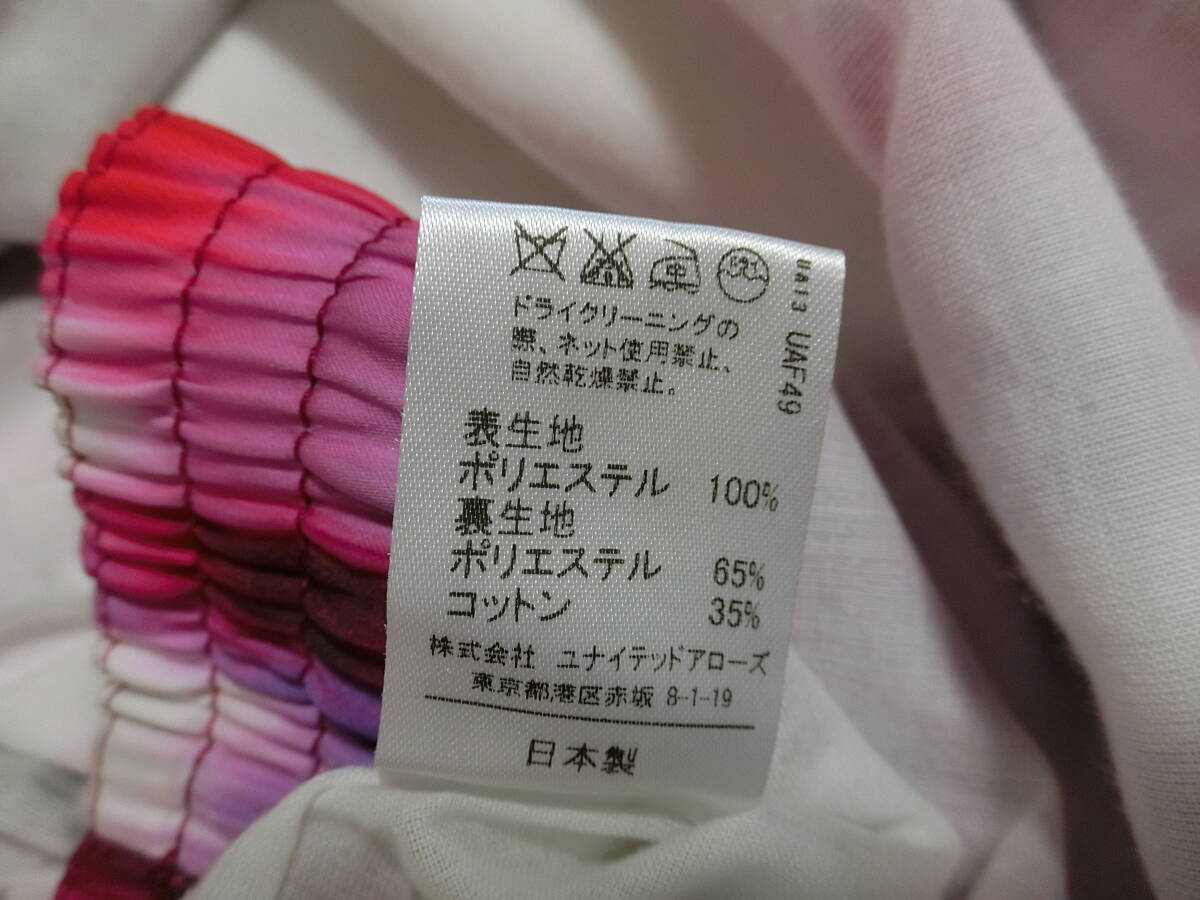 ドライクリーニングの
際、ネット使用禁止、
自然乾燥禁止。
表生地
ポリエステル 100%
裏生地
ポリエステル 65%
コットン 35%
株式会社 ユナイテッドアローズ
東京都港区赤坂 8-1-19
日本製
UA13 UAF49